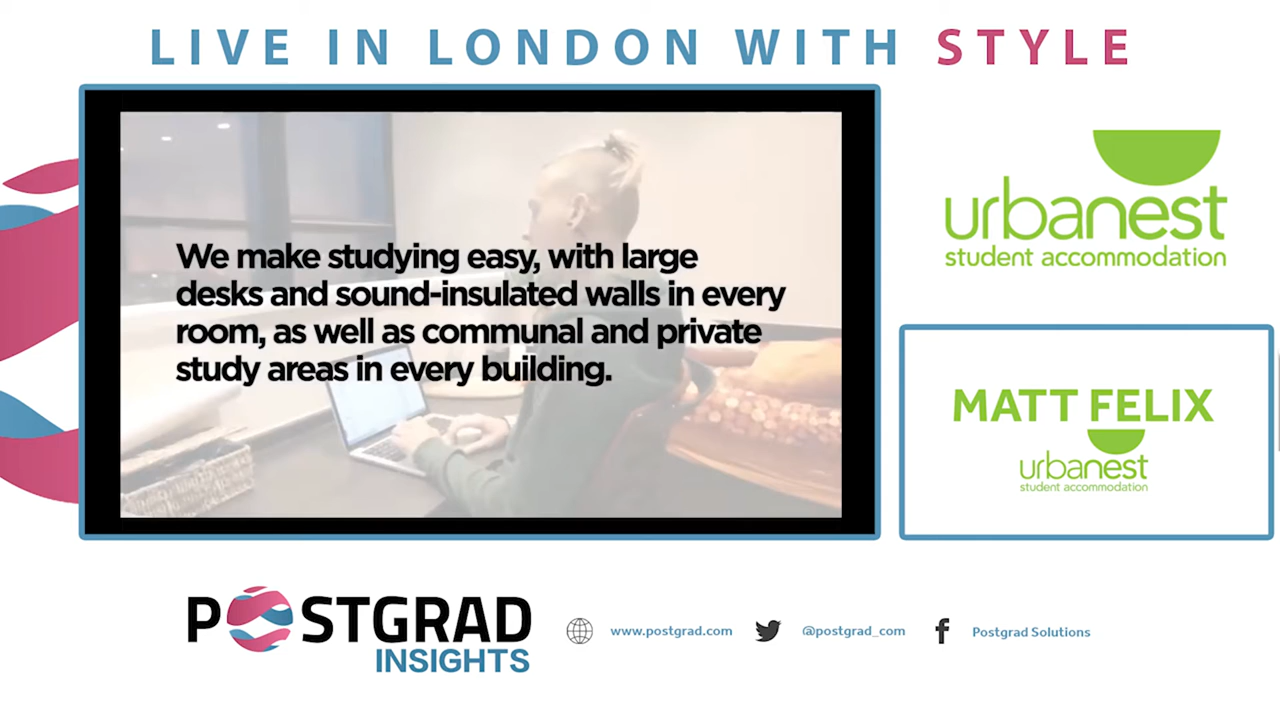 LIVE IN LONDON WITH STYLE
We make studying easy, with large
desks and sound-insulated walls in every
room, as well as communal and private
study areas in every building.
urbanest
student accommodation
MATT FELIX
urbanest
student accommodation
POSTGRAD
INSIGHTS
www.postgrad.com
@postgrad_com
Postgrad Solutions